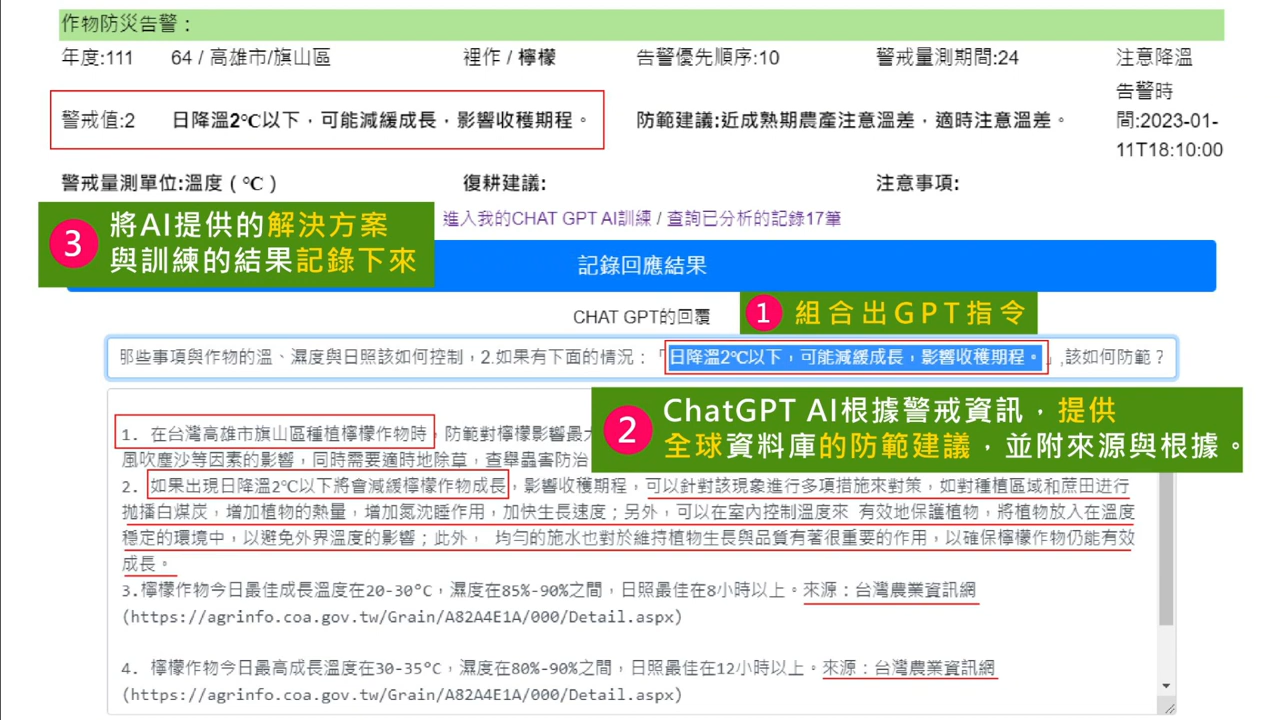 作物防災告警：
年度:111 64 / 高雄市/旗山區 裡作 / 檸檬 告警優先順序:10 警戒量測期間:24 注意降溫
警戒值:2 日降溫2°C以下，可能減緩成長，影響收穫期程。 防範建議:近成熟期農產注意溫差，適時注意溫差。 告警時
間:2023-01-
11T18:10:00
警戒量測單位:溫度（°C） 復耕建議: 注意事項:
進入我的CHAT GPT AI訓練 / 查詢已分析的記錄17筆
3 將AI提供的解決方案
與訓練的結果記錄下來
記錄回應結果
CHAT GPT的回覆
1 組合出GPT指令
那些事項與作物的溫、濕度與日照該如何控制，2.如果有下面的情況：「日降溫2°C以下，可能減緩成長，影響收穫期程。」,該如何防範？
2 ChatGPT AI根據警戒資訊，提供
全球資料庫的防範建議，並附來源與根據。
1. 在台灣高雄市旗山區種植檸檬作物時，防範對檸檬影響最
風吹塵沙等因素的影響，同時需要適時地除草，查舉蟲害防治
2. 如果出現日降溫2°C以下將會減緩檸檬作物成長，影響收穫期程，可以針對該現象進行多項措施來對策，如對種植區域和蔗田進行
拋播白煤炭，增加植物的熱量，增加氮沈睡作用，加快生長速度；另外，可以在室內控制溫度來 有效地保護植物，將植物放入在溫度
穩定的環境中，以避免外界溫度的影響；此外， 均勻的施水也對於維持植物生長與品質有著很重要的作用，以確保檸檬作物仍能有效
成長。
3.檸檬作物今日最佳成長溫度在20-30°C，濕度在85%-90%之間，日照最佳在8小時以上。來源：台灣農業資訊網
(https://agrinfo.coa.gov.tw/Grain/A82A4E1A/000/Detail.aspx)
4. 檸檬作物今日最高成長溫度在30-35°C，濕度在80%-90%之間，日照最佳在12小時以上。來源：台灣農業資訊網
(https://agrinfo.coa.gov.tw/Grain/A82A4E1A/000/Detail.aspx)